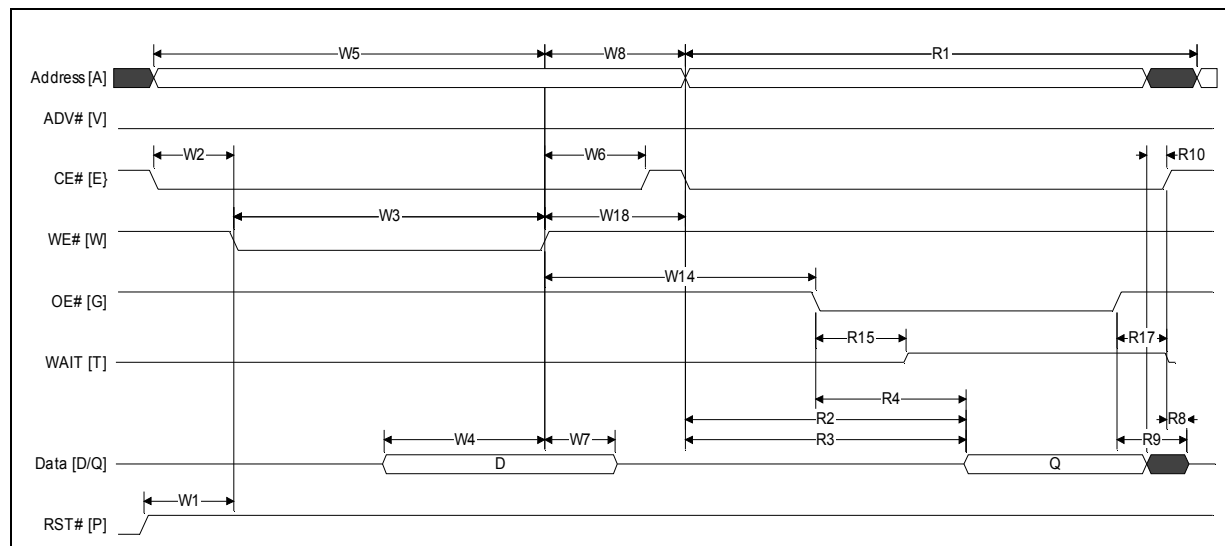 W5 W8 R1
Address [A]
ADV# [V]
W2 W6 R10
CE# [E}
W3 W18
WE# [W]
W14
OE# [G]
R15 R17
WAIT [T]
R4
R2 R8
W4 W7 R3 R9
Data [D/Q] D Q
W1
RST# [P]